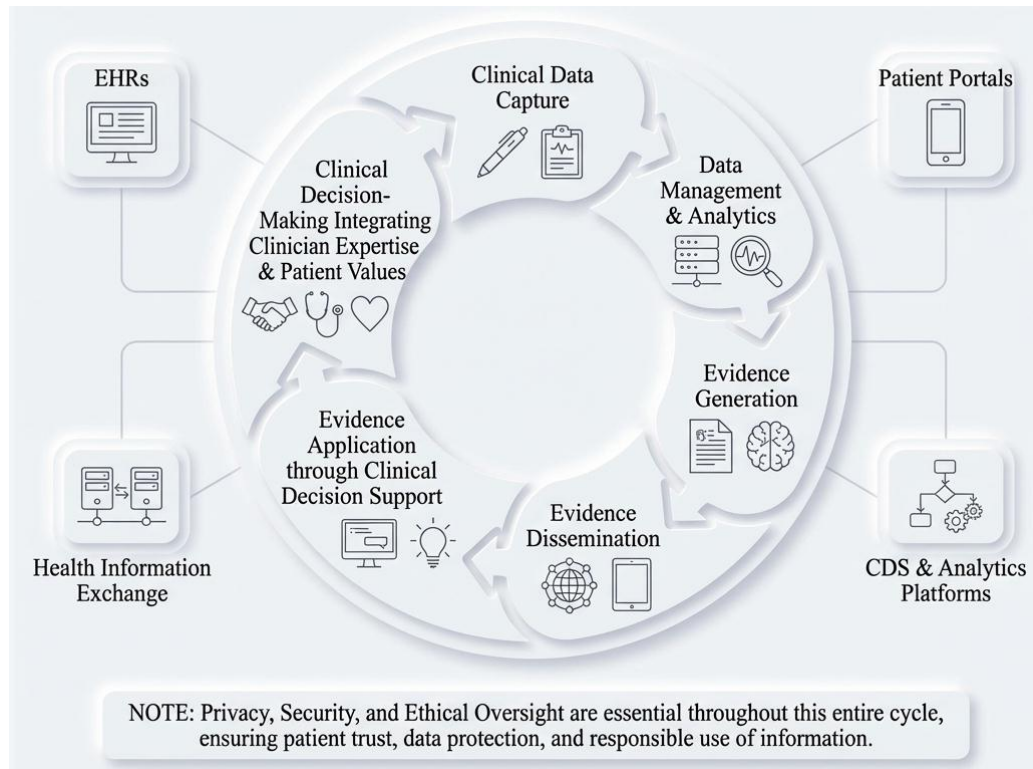 EHRs
Clinical Data
Capture
Patient Portals
Clinical
Decision-
Making Integrating
Clinician Expertise
& Patient Values
Data
Management
& Analytics
Evidence
Generation
Evidence
Application
through Clinical
Decision Support
Evidence
Dissemination
Health Information
Exchange
CDS & Analytics
Platforms
NOTE: Privacy, Security, and Ethical Oversight are essential throughout this entire cycle,
ensuring patient trust, data protection, and responsible use of information.